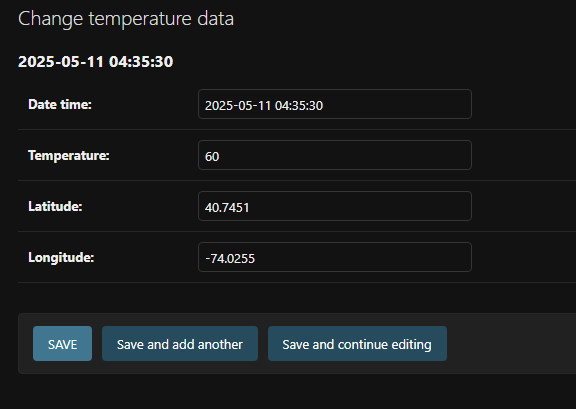 Change temperature data
2025-05-11 04:35:30
Date time: 2025-05-11 04:35:30
Temperature: 60
Latitude: 40.7451
Longitude: -74.0255
SAVE Save and add another Save and continue editing